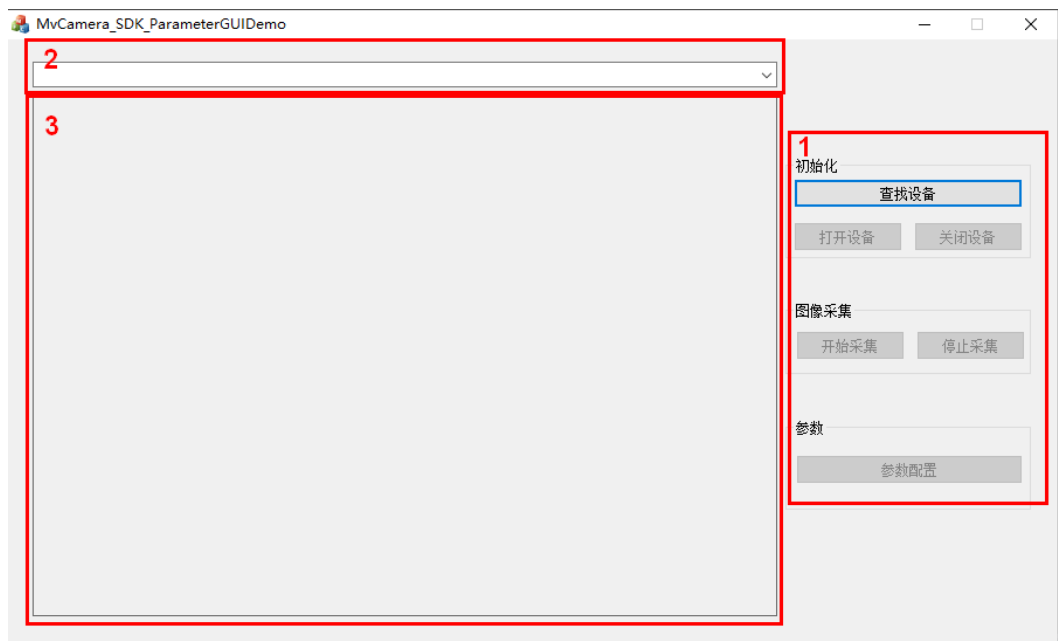 MvCamera_SDK_ParameterGUIDemo
2
3
1
初始化
查找设备
打开设备 关闭设备
图像采集
开始采集 停止采集
参数
参数配置